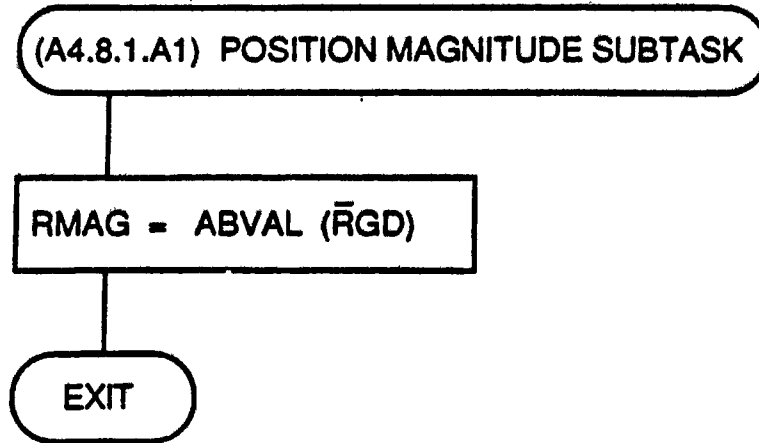 (A4.8.1.A1) POSITION MAGNITUDE SUBTASK
RMAG = ABVAL (R̄GD)
EXIT